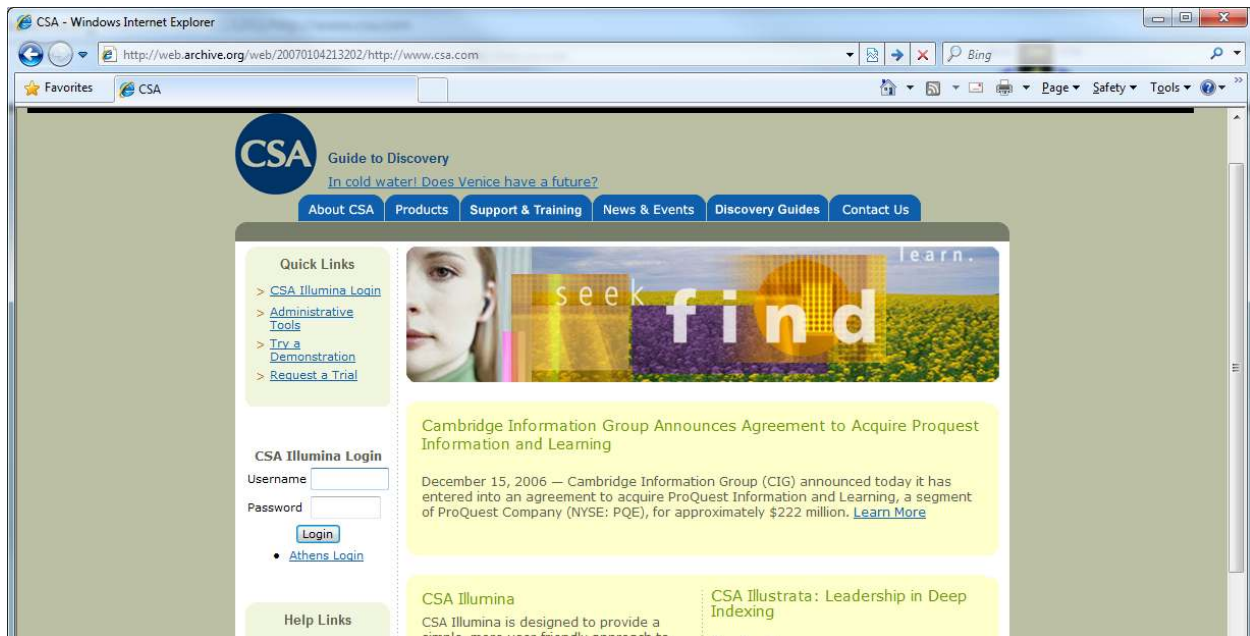 CSA - Windows Internet Explorer
http://web.archive.org/web/20070104213202/http://www.csa.com
Bing
Favorites
CSA
Page
Safety
Tools
CSA
Guide to Discovery
In cold water! Does Venice have a future?
About CSA
Products
Support & Training
News & Events
Discovery Guides
Contact Us
Quick Links
> CSA Illumina Login
> Administrative
Tools
> Try a
Demonstration
> Request a Trial
learn.
seek
find
CSA Illumina Login
Username
Password
Login
• Athens Login
Help Links
Cambridge Information Group Announces Agreement to Acquire Proquest
Information and Learning
December 15, 2006 — Cambridge Information Group (CIG) announced today it has
entered into an agreement to acquire ProQuest Information and Learning, a segment
of ProQuest Company (NYSE: PQE), for approximately $222 million. Learn More
CSA Illumina
CSA Illumina is designed to provide a
simple, more user friendly approach to
CSA Illustrata: Leadership in Deep
Indexing